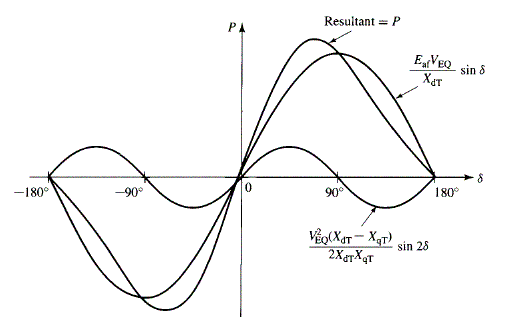 P
Resultant = P
E_af V_EQ / X_dT sin δ
−180° −90° 0 90° 180° δ
V²_EQ(X_dT − X_qT) / 2X_dT X_qT sin 2δ